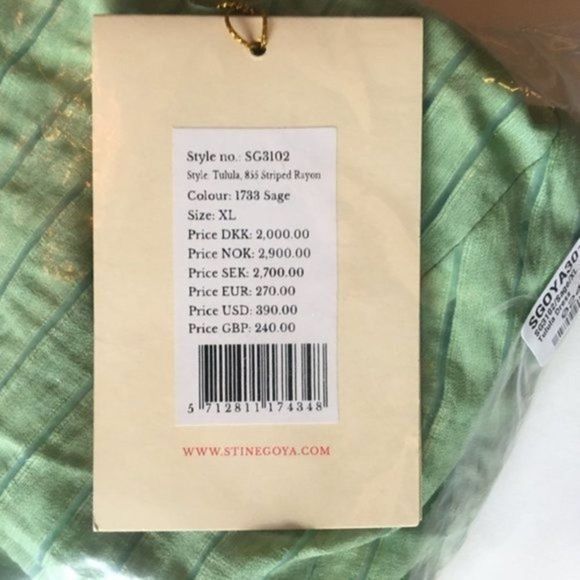 Style no.: SG3102
Style: Tulula, 855 Striped Rayon
Colour: 1733 Sage
Size: XL
Price DKK: 2,000.00
Price NOK: 2,900.00
Price SEK: 2,700.00
Price EUR: 270.00
Price USD: 390.00
Price GBP: 240.00
5 712811 174348
WWW.STINEGOYA.COM
SGOYA30
Tulula